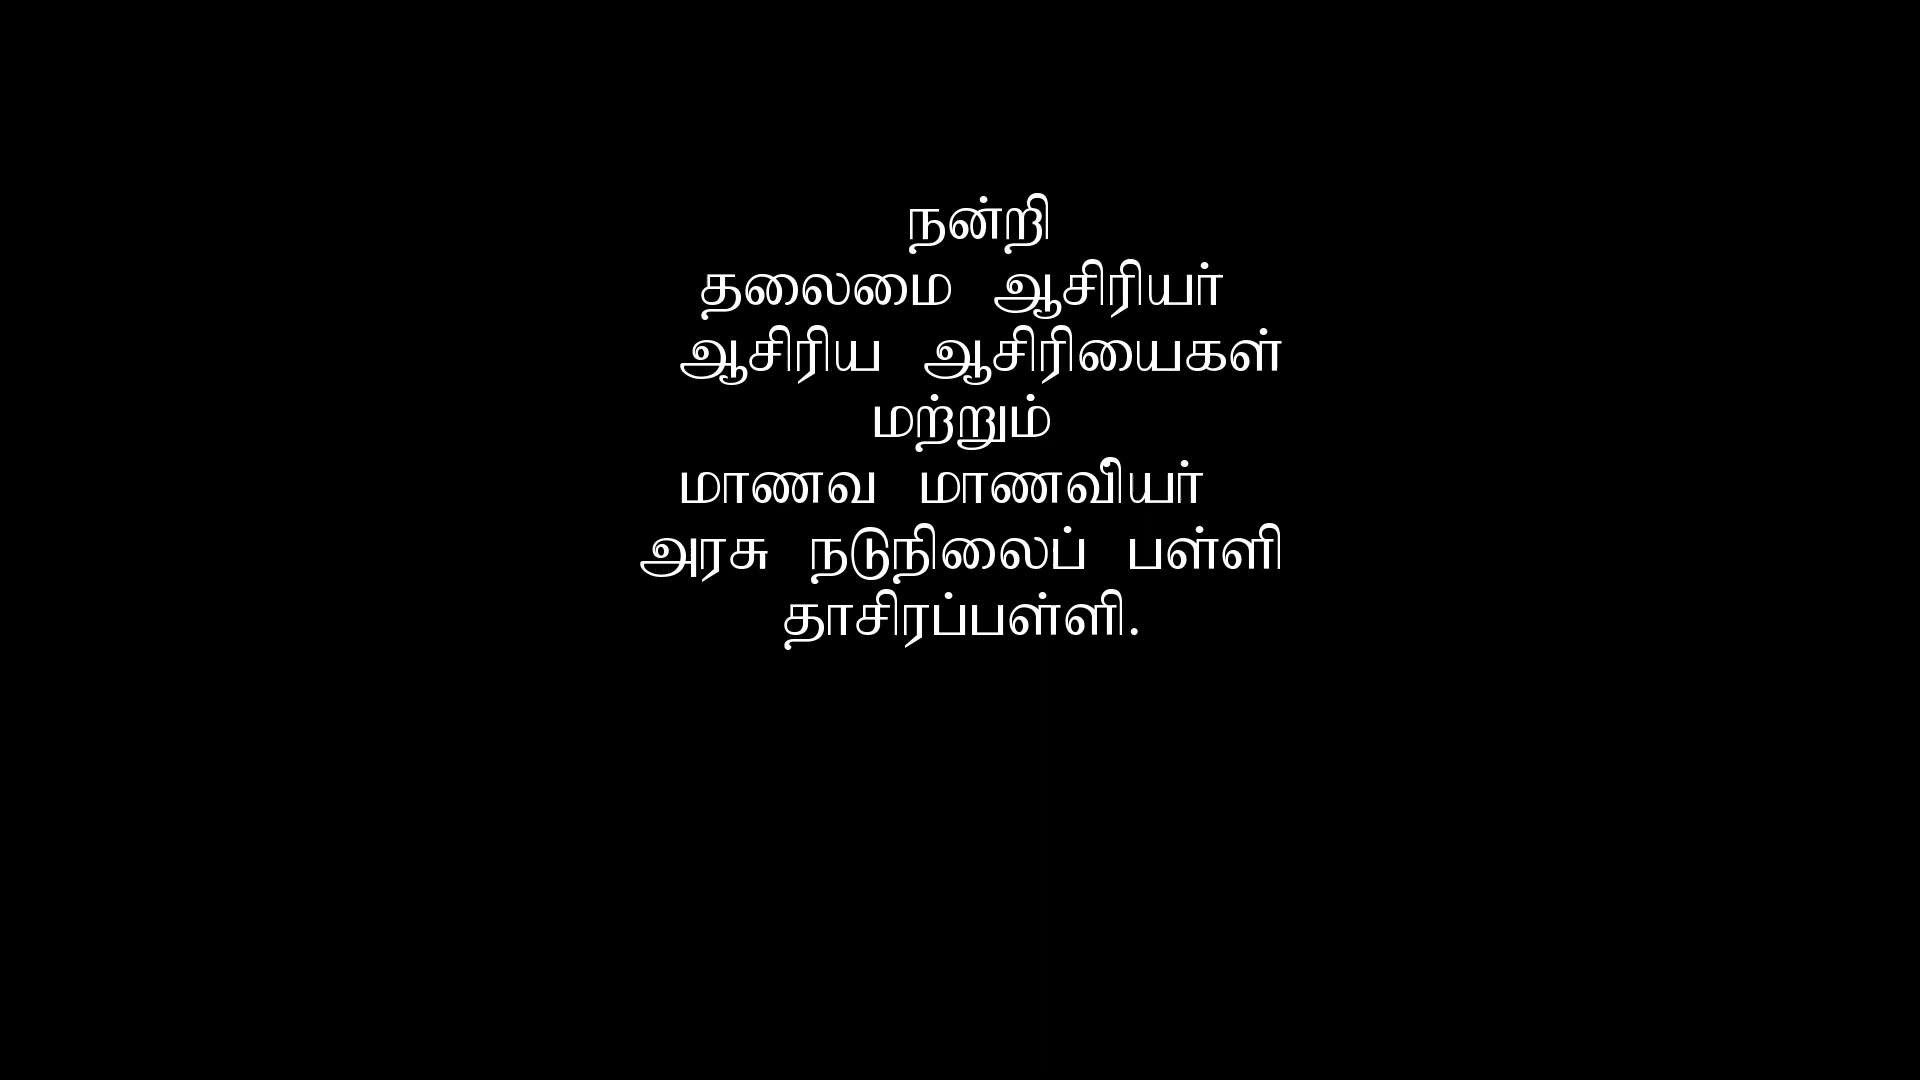 நன்றி
தலைமை ஆசிரியர்
ஆசிரிய ஆசிரியைகள்
மற்றும்
மாணவ மாணவியர்
அரசு நடுநிலைப் பள்ளி
தாசிரப்பள்ளி.